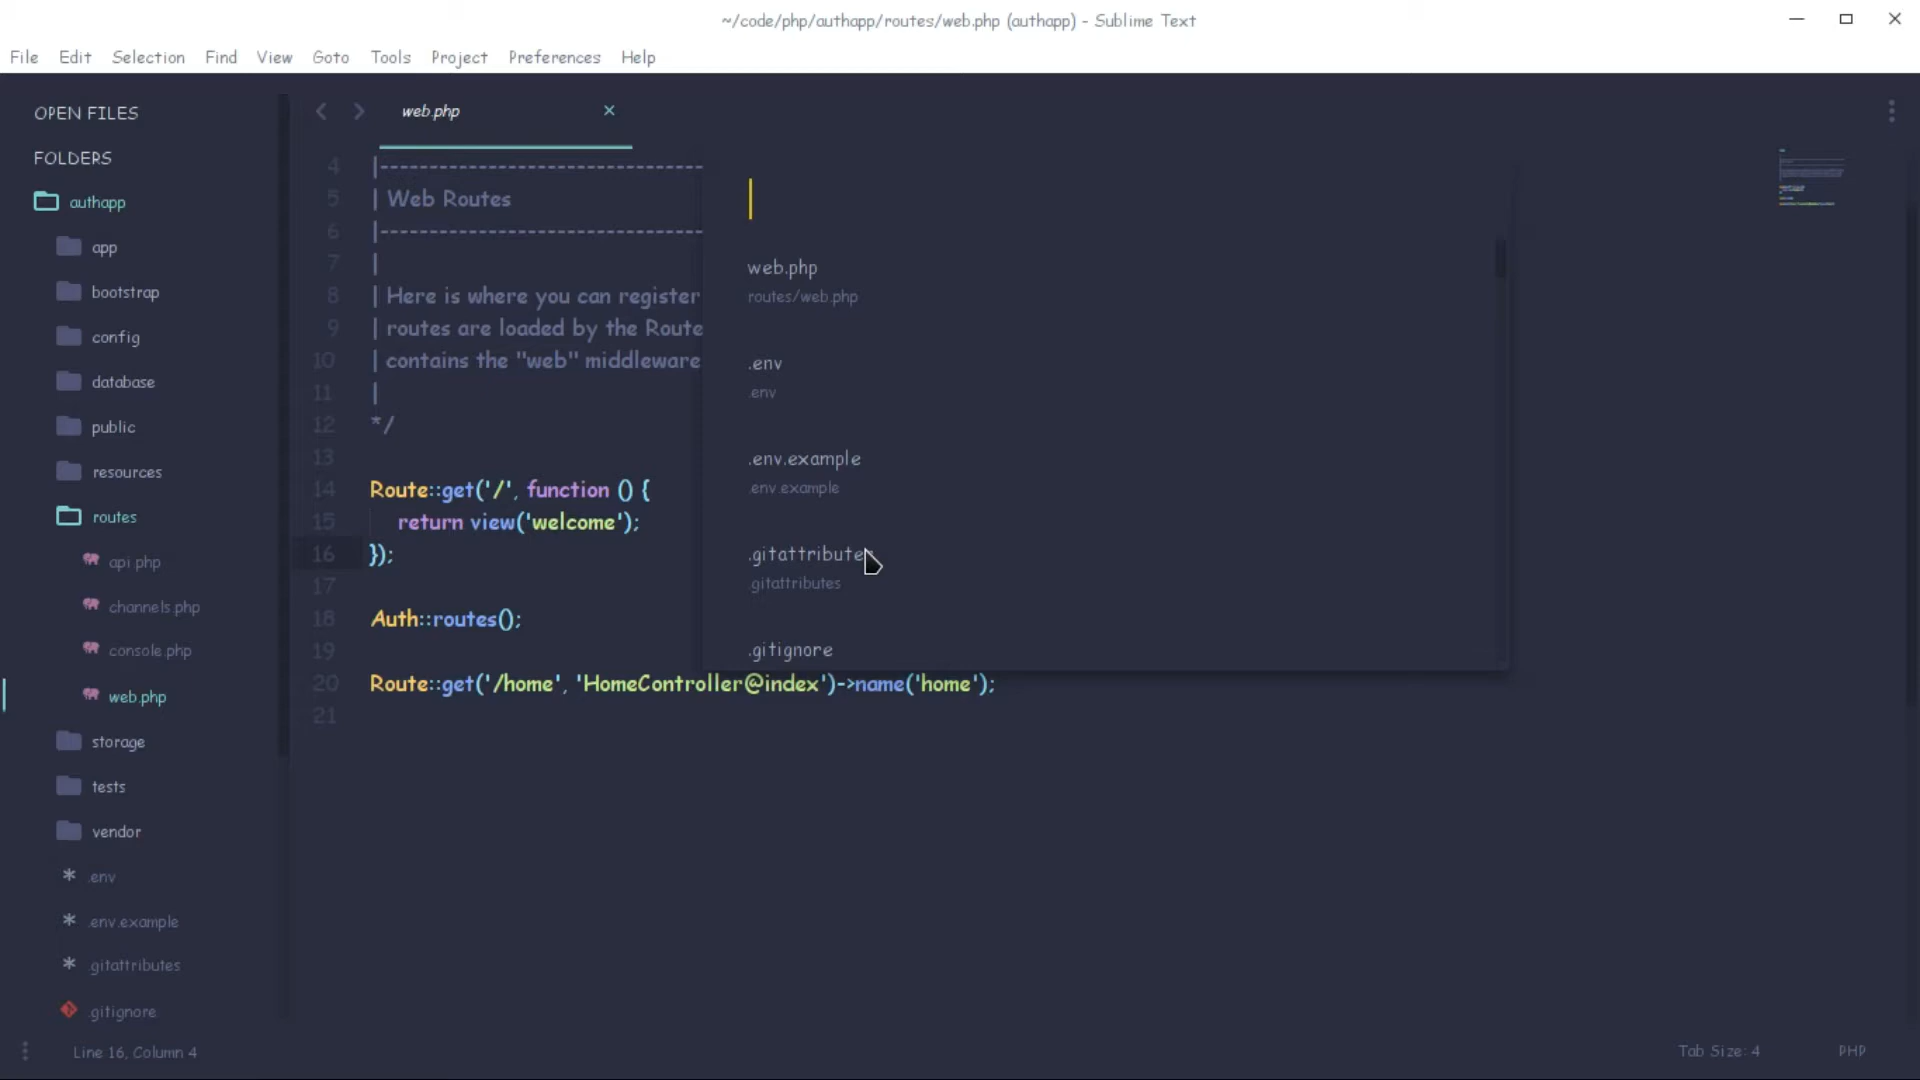 ~/code/php/authapp/routes/web.php (authapp) - Sublime Text
File Edit Selection Find View Goto Tools Project Preferences Help
OPEN FILES
FOLDERS
authapp
app
bootstrap
config
database
public
resources
routes
api.php
channels.php
console.php
web.php
storage
tests
vendor
.env
.env.example
.gitattributes
.gitignore
web.php
4 |--------------------------------
5 | Web Routes
6 |--------------------------------
7 |
8 | Here is where you can register
9 | routes are loaded by the Route
10 | contains the "web" middleware
11 |
12 */
13
14 Route::get('/', function () {
15 return view('welcome');
16 });
17
18 Auth::routes();
19
20 Route::get('/home', 'HomeController@index')->name('home');
21
web.php
routes/web.php
.env
.env
.env.example
.env.example
.gitattributes
.gitattributes
.gitignore
Line 16, Column 4
Tab Size: 4 PHP